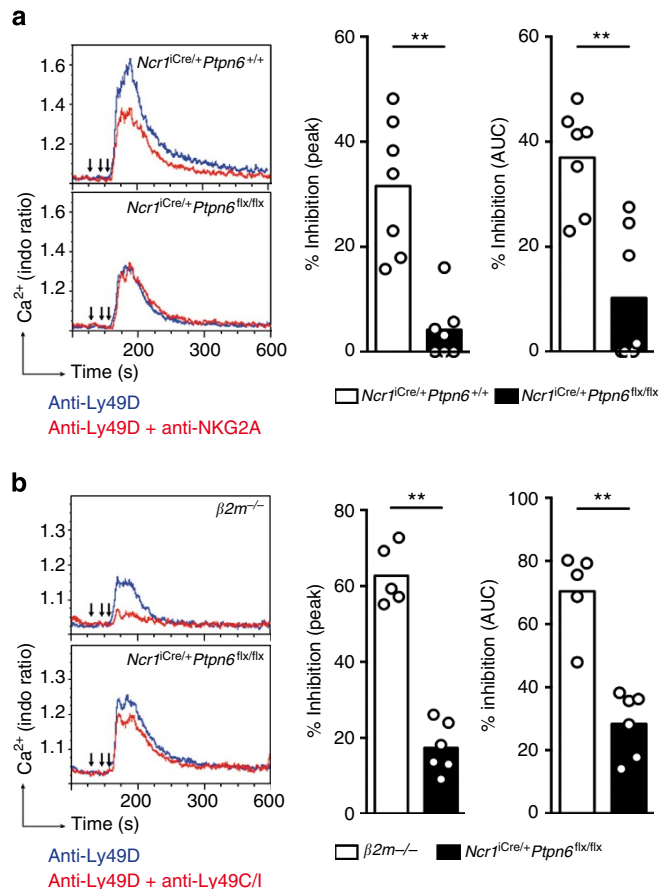 a
Ncr1iCre/+Ptpn6+/+
1.6
1.4
1.2
Ncr1iCre/+Ptpn6flx/flx
1.6
1.4
1.2
Ca2+ (indo ratio)
200 300 600
Time (s)
Anti-Ly49D
Anti-Ly49D + anti-NKG2A
% Inhibition (peak)
60
40
20
0
**
% Inhibition (AUC)
60
40
20
0
**
Ncr1iCre/+Ptpn6+/+ Ncr1iCre/+Ptpn6flx/flx
b
β2m−/−
1.3
1.2
1.1
Ncr1iCre/+Ptpn6flx/flx
1.3
1.2
1.1
Ca2+ (indo ratio)
200 300 600
Time (s)
Anti-Ly49D
Anti-Ly49D + anti-Ly49C/I
% Inhibition (peak)
80
60
40
20
0
**
% inhibition (AUC)
100
80
60
40
20
0
**
β2m−/− Ncr1iCre/+Ptpn6flx/flx